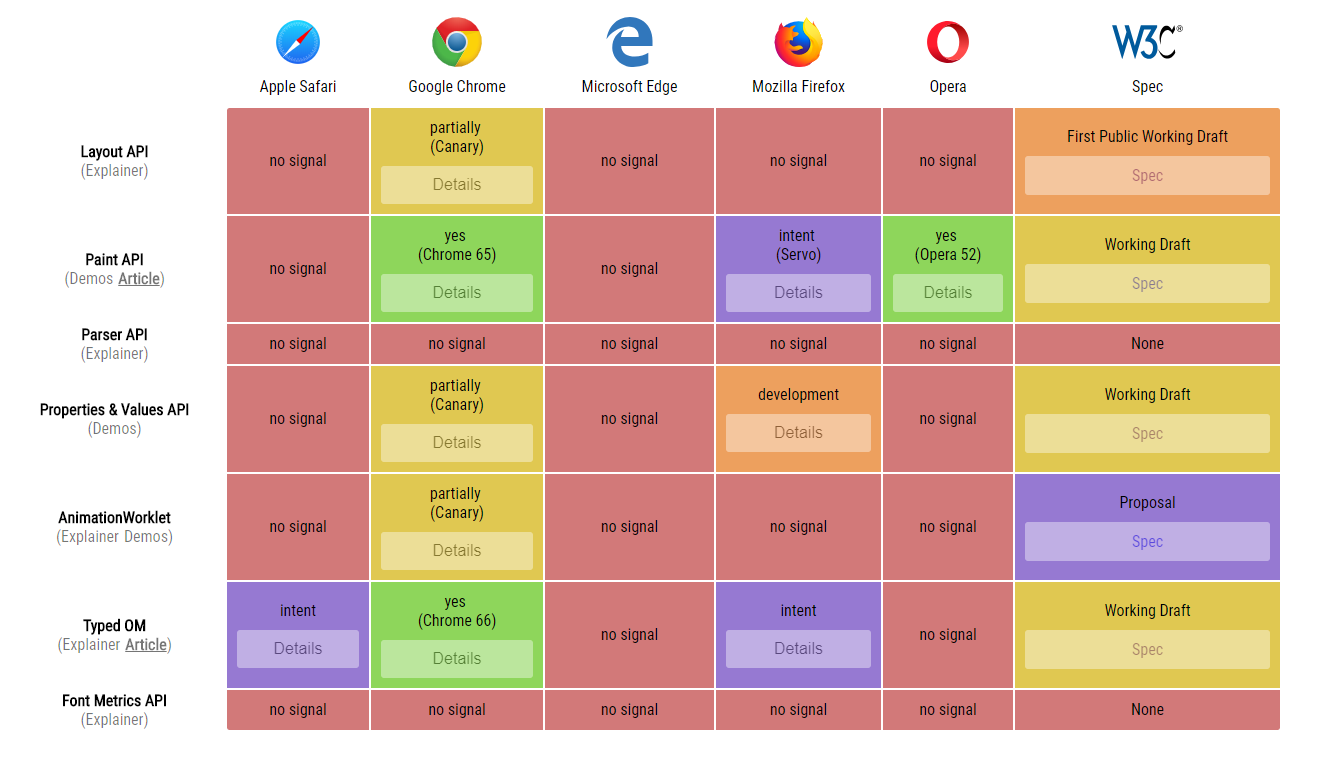 W3C®
Apple Safari
Google Chrome
Microsoft Edge
Mozilla Firefox
Opera
Spec
Layout API
(Explainer)
no signal
partially
(Canary)
Details
no signal
no signal
no signal
First Public Working Draft
Spec
Paint API
(Demos Article)
no signal
yes
(Chrome 65)
Details
no signal
intent
(Servo)
Details
yes
(Opera 52)
Details
Working Draft
Spec
Parser API
(Explainer)
no signal
no signal
no signal
no signal
no signal
None
Properties & Values API
(Demos)
no signal
partially
(Canary)
Details
no signal
development
Details
no signal
Working Draft
Spec
AnimationWorklet
(Explainer Demos)
no signal
partially
(Canary)
Details
no signal
no signal
no signal
Proposal
Spec
Typed OM
(Explainer Article)
intent
Details
yes
(Chrome 66)
Details
no signal
intent
Details
no signal
Working Draft
Spec
Font Metrics API
(Explainer)
no signal
no signal
no signal
no signal
no signal
None